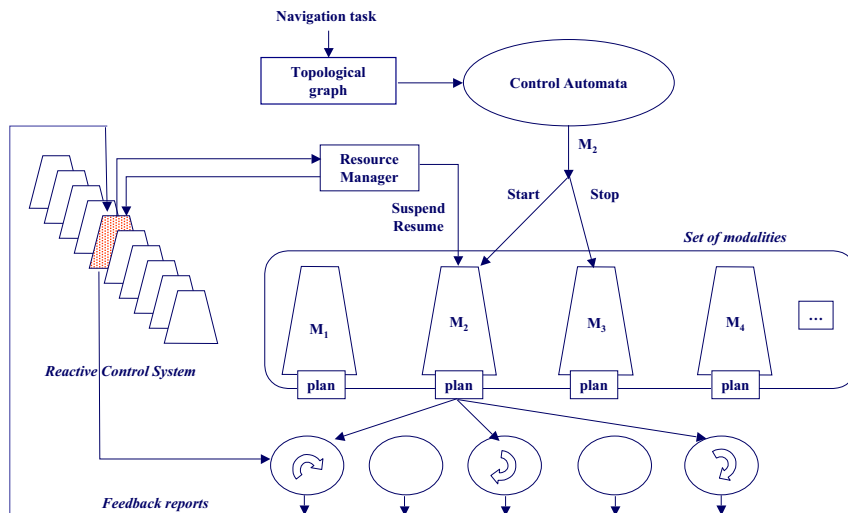 Navigation task
Topological
graph
Control Automata
M₂
Resource
Manager
Start
Stop
Suspend
Resume
Set of modalities
M₁
M₂
M₃
M₄
...
Reactive Control System
plan
plan
plan
plan
Feedback reports